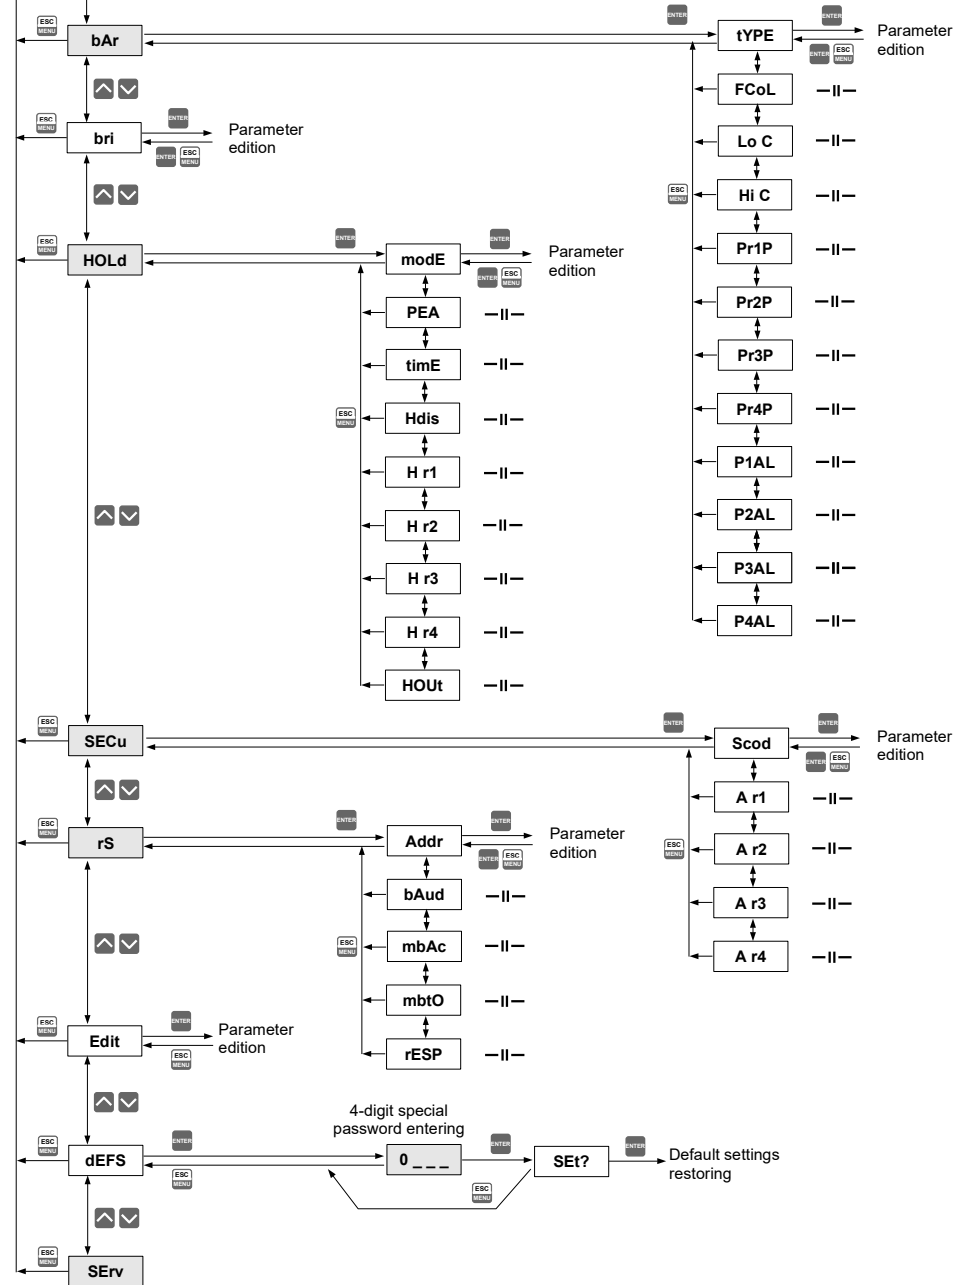 ESC
MENU
bAr
ENTER
tYPE
ENTER
Parameter
edition
ENTER
ESC
MENU
FCoL
—II—
ESC
MENU
bri
ENTER
Parameter
edition
ENTER
ESC
MENU
Lo C
—II—
ESC
MENU
Hi C
—II—
ESC
MENU
HOLd
ENTER
modE
ENTER
Parameter
edition
ENTER
ESC
MENU
Pr1P
—II—
PEA
—II—
Pr2P
—II—
timE
—II—
Pr3P
—II—
ESC
MENU
Hdis
—II—
Pr4P
—II—
H r1
—II—
P1AL
—II—
H r2
—II—
P2AL
—II—
H r3
—II—
P3AL
—II—
H r4
—II—
P4AL
—II—
HOUt
—II—
ESC
MENU
SECu
ENTER
Scod
ENTER
Parameter
edition
ENTER
ESC
MENU
A r1
—II—
ESC
MENU
rS
ENTER
Addr
ENTER
Parameter
edition
ENTER
ESC
MENU
ESC
MENU
A r2
—II—
bAud
—II—
A r3
—II—
ESC
MENU
mbAc
—II—
A r4
—II—
mbtO
—II—
ESC
MENU
Edit
ENTER
Parameter
edition
ESC
MENU
rESP
—II—
4-digit special
password entering
ESC
MENU
dEFS
ENTER
ESC
MENU
0 _ _ _
ENTER
SEt?
ENTER
Default settings
restoring
ESC
MENU
ESC
MENU
SErv